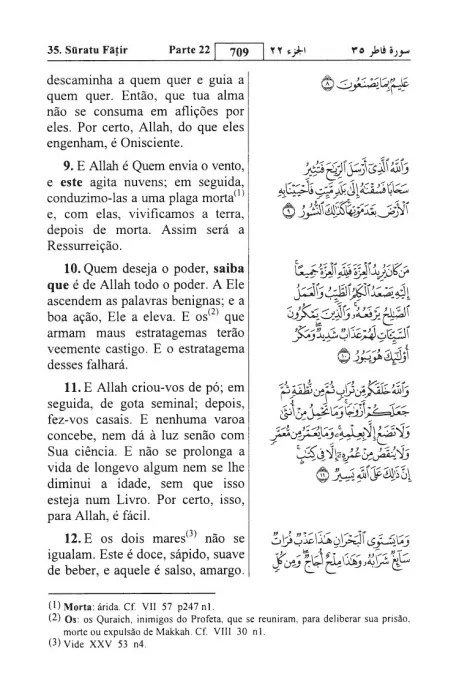 35. Sūratu Fāṭir Parte 22 709 الجزء ٢٢ سورة فاطر ٣٥
descaminha a quem quer e guia a
quem quer. Então, que tua alma
não se consuma em aflições por
eles. Por certo, Allah, do que eles
engenham, é Onisciente.
عَلِيمٌۢ بِمَا يَصْنَعُونَ ٨
9. E Allah é Quem envia o vento,
e este agita nuvens; em seguida,
conduzimo-las a uma plaga morta(1)
e, com elas, vivificamos a terra,
depois de morta. Assim será a
Ressurreição.
وَٱللَّهُ ٱلَّذِىٓ أَرْسَلَ ٱلرِّيَٰحَ فَتُثِيرُ
سَحَابًا فَسُقْنَٰهُ إِلَىٰ بَلَدٍ مَّيِّتٍ فَأَحْيَيْنَا بِهِ
ٱلْأَرْضَ بَعْدَ مَوْتِهَا كَذَٰلِكَ ٱلنُّشُورُ ٩
10. Quem deseja o poder, saiba
que é de Allah todo o poder. A Ele
ascendem as palavras benignas; e a
boa ação, Ele a eleva. E os(2) que
armam maus estratagemas terão
veemente castigo. E o estratagema
desses falhará.
مَن كَانَ يُرِيدُ ٱلْعِزَّةَ فَلِلَّهِ ٱلْعِزَّةُ جَمِيعًا
إِلَيْهِ يَصْعَدُ ٱلْكَلِمُ ٱلطَّيِّبُ وَٱلْعَمَلُ
ٱلصَّٰلِحُ يَرْفَعُهُۥ وَٱلَّذِينَ يَمْكُرُونَ
ٱلسَّيِّـَٔاتِ لَهُمْ عَذَابٌ شَدِيدٌ وَمَكْرُ
أُو۟لَٰٓئِكَ هُوَ يَبُورُ ١٠
11. E Allah criou-vos de pó; em
seguida, de gota seminal; depois,
fez-vos casais. E nenhuma varoa
concebe, nem dá à luz senão com
Sua ciência. E não se prolonga a
vida de longevo algum nem se lhe
diminui a idade, sem que isso
esteja num Livro. Por certo, isso,
para Allah, é fácil.
وَٱللَّهُ خَلَقَكُم مِّن تُرَابٍ ثُمَّ مِن نُّطْفَةٍ ثُمَّ
جَعَلَكُمْ أَزْوَٰجًا وَمَا تَحْمِلُ مِنْ أُنثَىٰ
وَلَا تَضَعُ إِلَّا بِعِلْمِهِۦ وَمَا يُعَمَّرُ مِن مُّعَمَّرٍ
وَلَا يُنقَصُ مِنْ عُمُرِهِۦٓ إِلَّا فِى كِتَٰبٍ
إِنَّ ذَٰلِكَ عَلَى ٱللَّهِ يَسِيرٌ ١١
12. E os dois mares(3) não se
igualam. Este é doce, sápido, suave
de beber, e aquele é salso, amargo.
وَمَا يَسْتَوِى ٱلْبَحْرَانِ هَٰذَا عَذْبٌ فُرَاتٌ
سَآئِغٌ شَرَابُهُۥ وَهَٰذَا مِلْحٌ أُجَاجٌ وَمِن كُلٍّ
(1) Morta: árida. Cf. VII 57 p247 n1.
(2) Os: os Quraich, inimigos do Profeta, que se reuniram, para deliberar sua prisão,
morte ou expulsão de Makkah. Cf. VIII 30 n1.
(3) Vide XXV 53 n4.